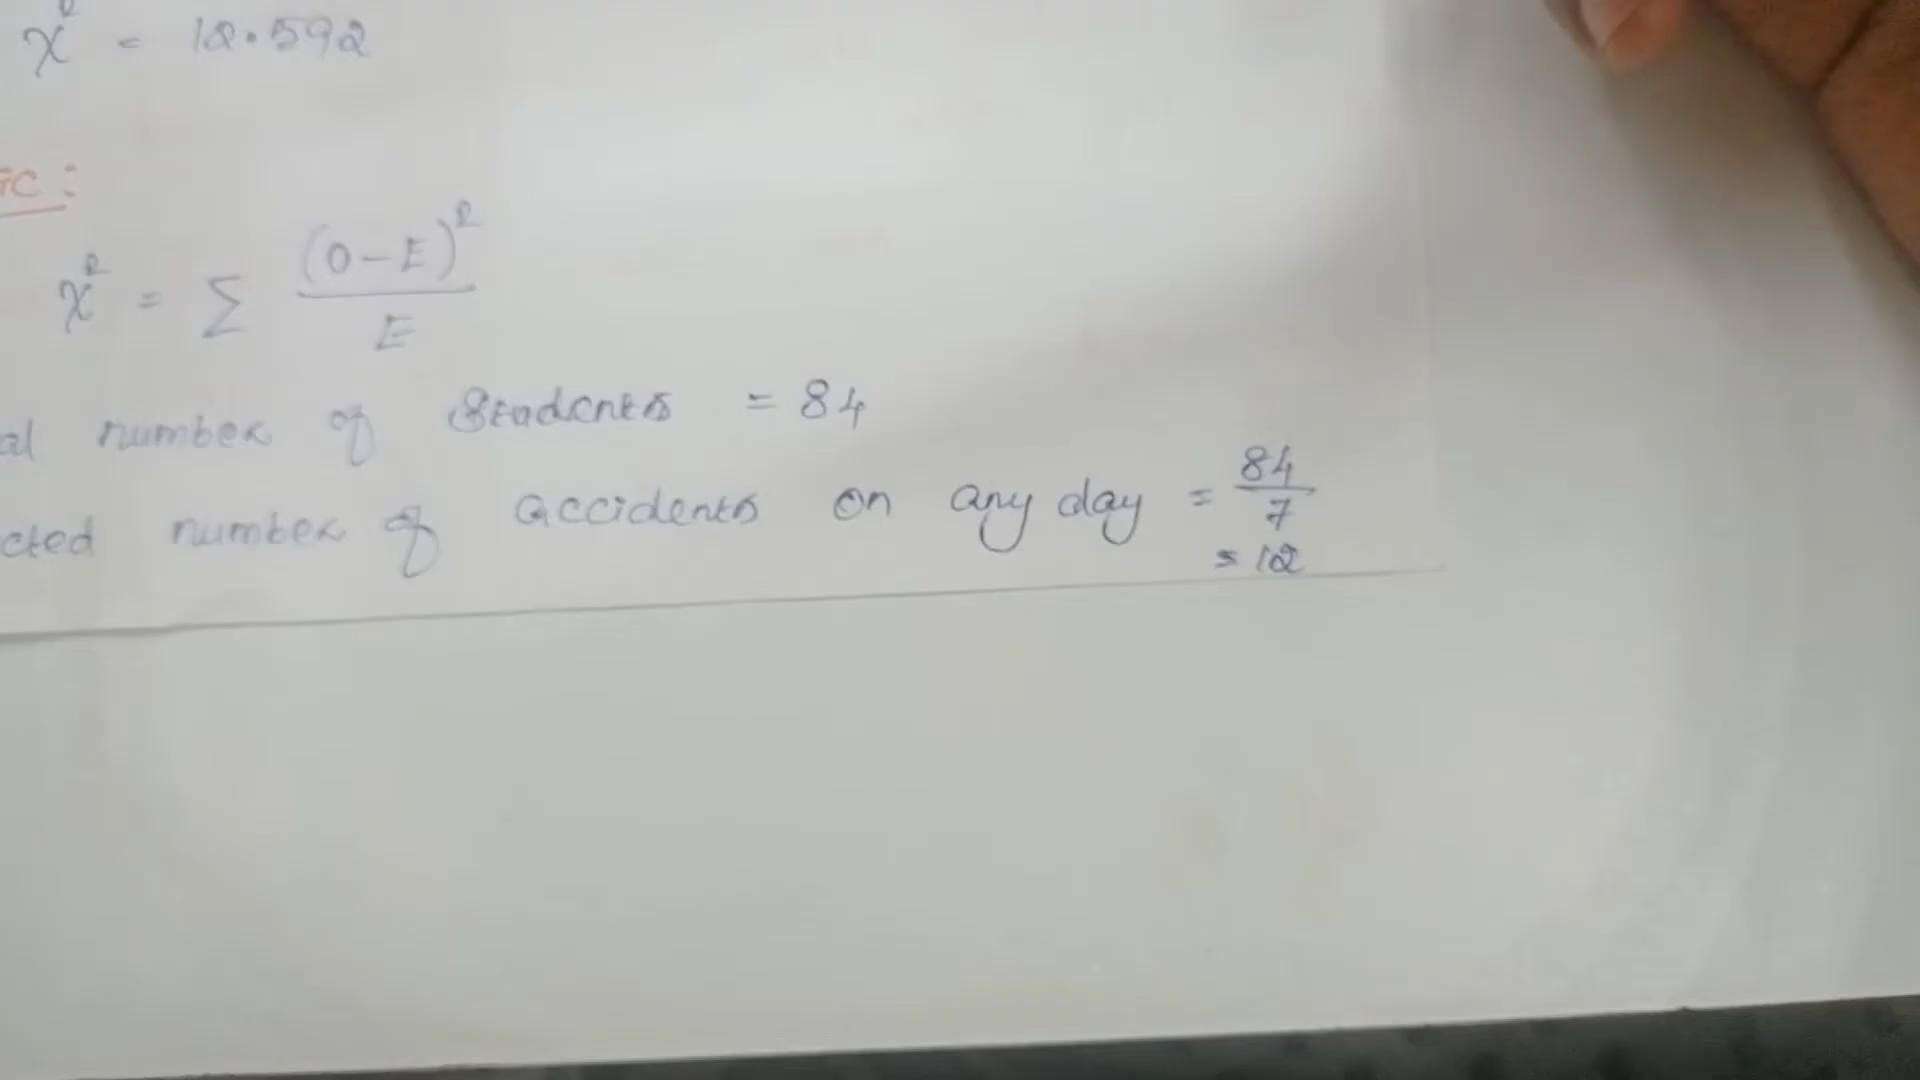 χ² = 12.592
ic:
χ² = Σ (O-E)² / E
al number of Students = 84
cted number of accidents on any day = 84/7
= 12